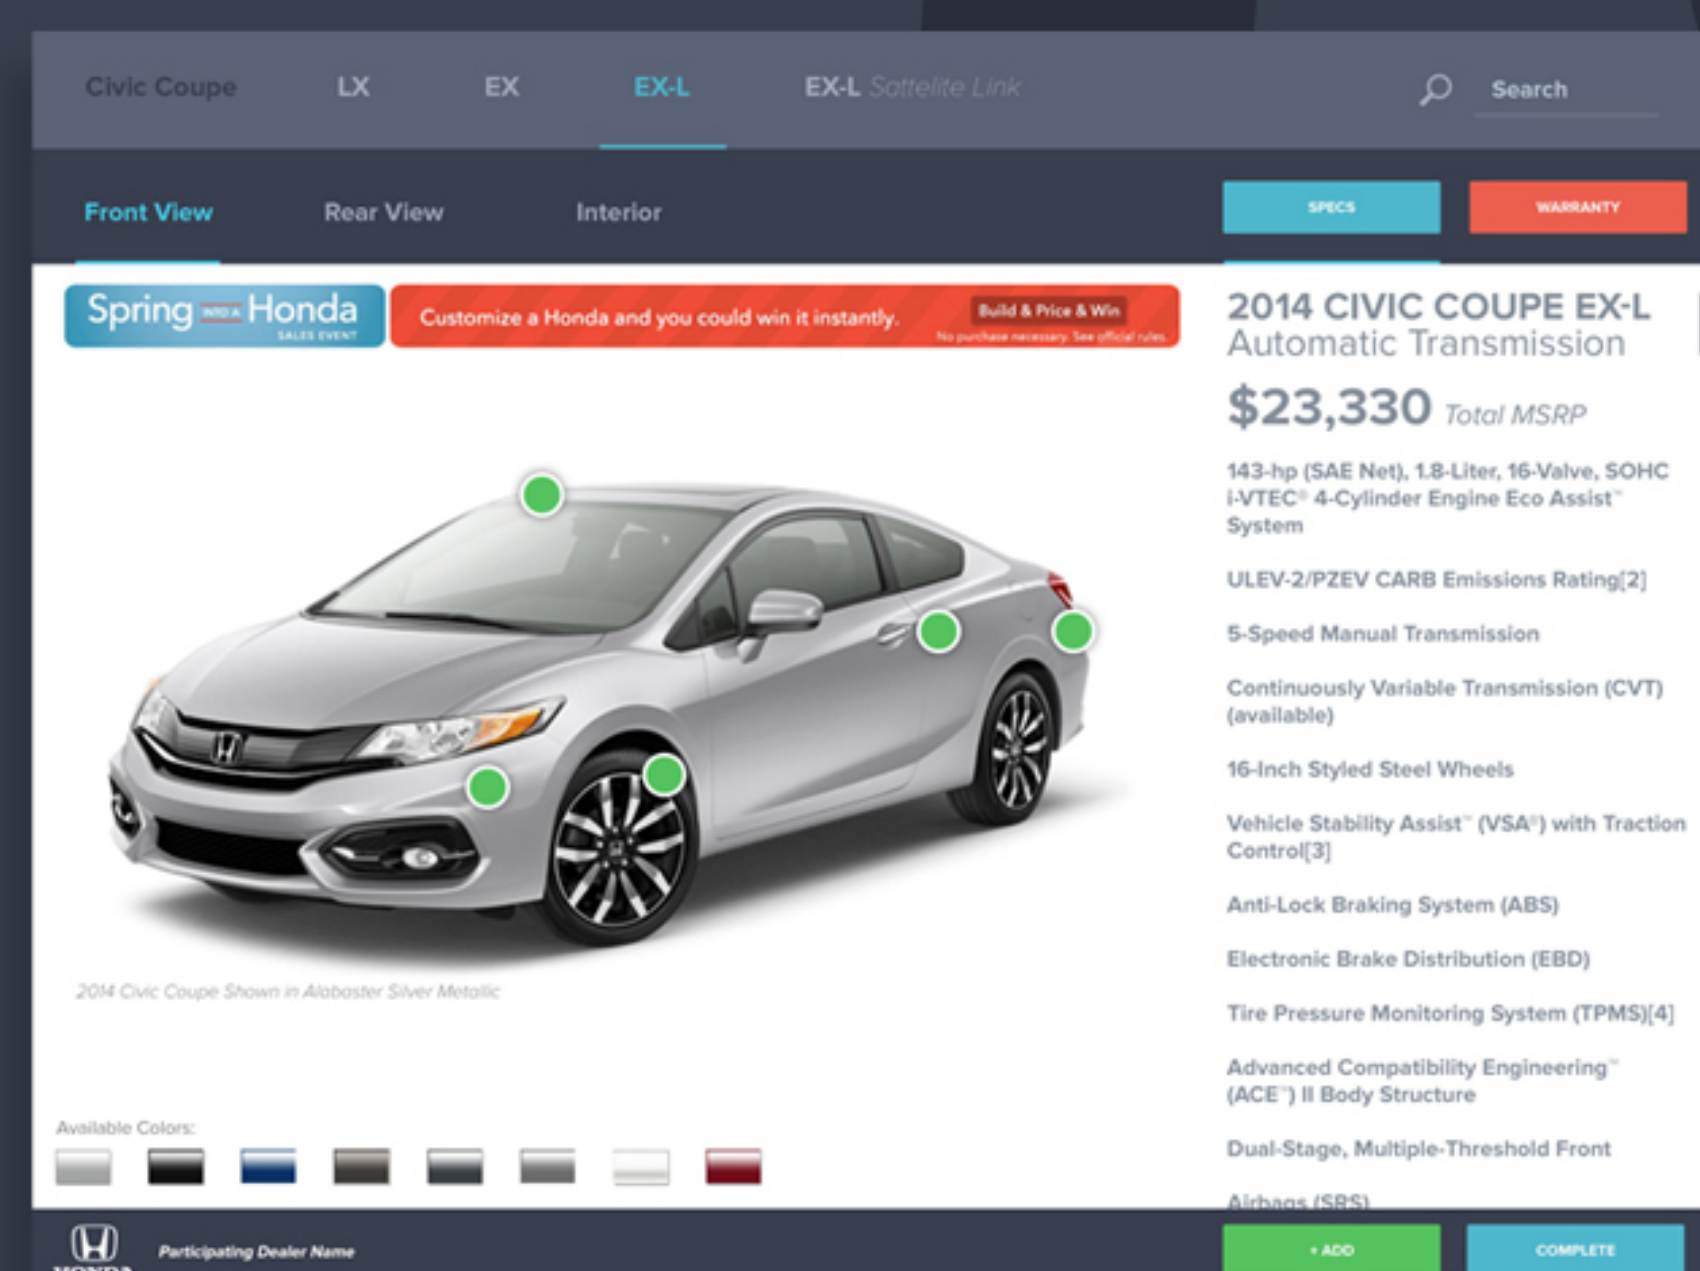 Civic Coupe LX EX EX-L EX-L Sattelite Link Search
Front View Rear View Interior SPECS WARRANTY
Spring INTO A Honda
SALES EVENT
Customize a Honda and you could win it instantly.
Build & Price & Win
No purchase necessary. See official rules.
2014 CIVIC COUPE EX-L
Automatic Transmission
$23,330 Total MSRP
143-hp (SAE Net), 1.8-Liter, 16-Valve, SOHC
i-VTEC® 4-Cylinder Engine Eco Assist™
System
ULEV-2/PZEV CARB Emissions Rating[2]
5-Speed Manual Transmission
Continuously Variable Transmission (CVT)
(available)
16-Inch Styled Steel Wheels
Vehicle Stability Assist™ (VSA®) with Traction
Control[3]
Anti-Lock Braking System (ABS)
Electronic Brake Distribution (EBD)
Tire Pressure Monitoring System (TPMS)[4]
Advanced Compatibility Engineering™
(ACE™) II Body Structure
Dual-Stage, Multiple-Threshold Front
Airbags (SRS)
2014 Civic Coupe Shown in Alabaster Silver Metallic
Available Colors:
HONDA
Participating Dealer Name
+ ADD
COMPLETE